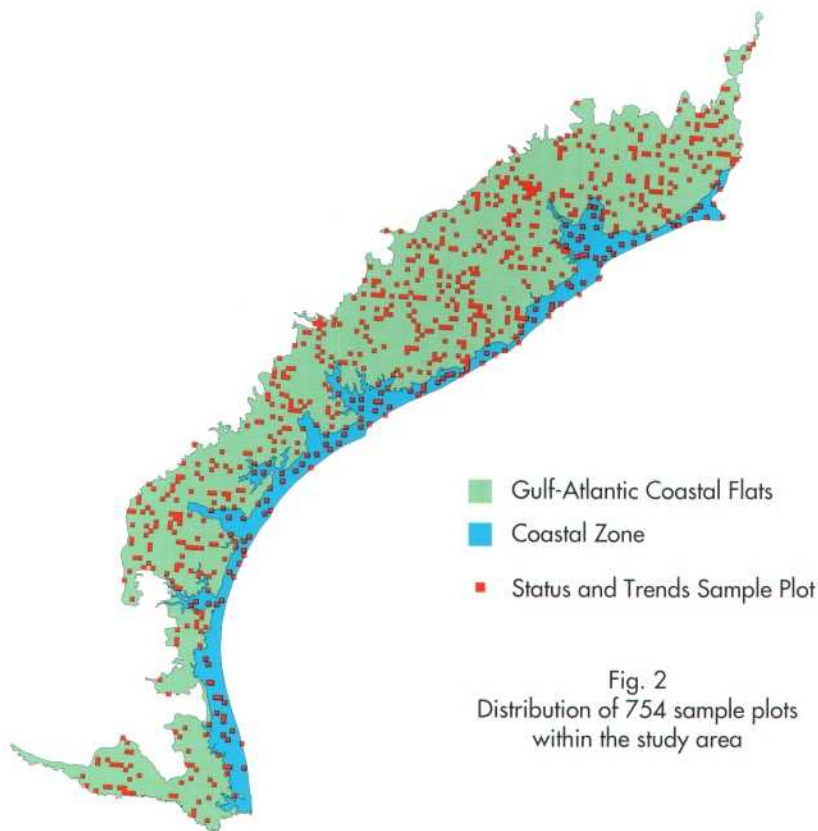 Gulf-Atlantic Coastal Flats
Coastal Zone
Status and Trends Sample Plot
Fig. 2
Distribution of 754 sample plots
within the study area